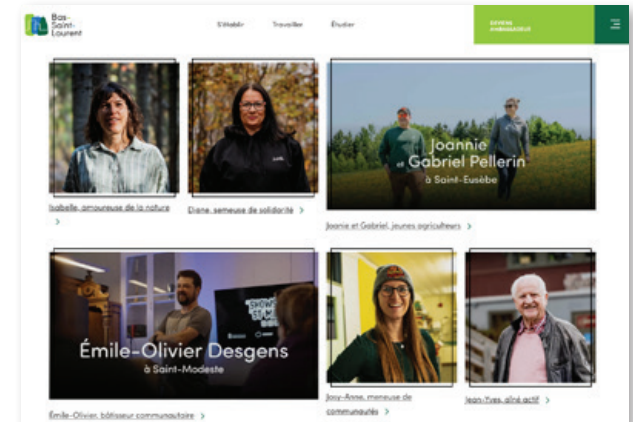 Bas-
Saint-
Laurent
S'établir Travailler Étudier
DEVIENS
AMBASSADEUR
Isabelle, amoureuse de la nature >
Diane, semeuse de solidarité >
Joannie
et Gabriel Pellerin
à Saint-Eusèbe
Joanie et Gabriel, jeunes agriculteurs >
Émile-Olivier Desgens
à Saint-Modeste
Émile-Olivier, bâtisseur communautaire >
Josy-Anne, meneuse de
communautés >
Jean-Yves, aîné actif >